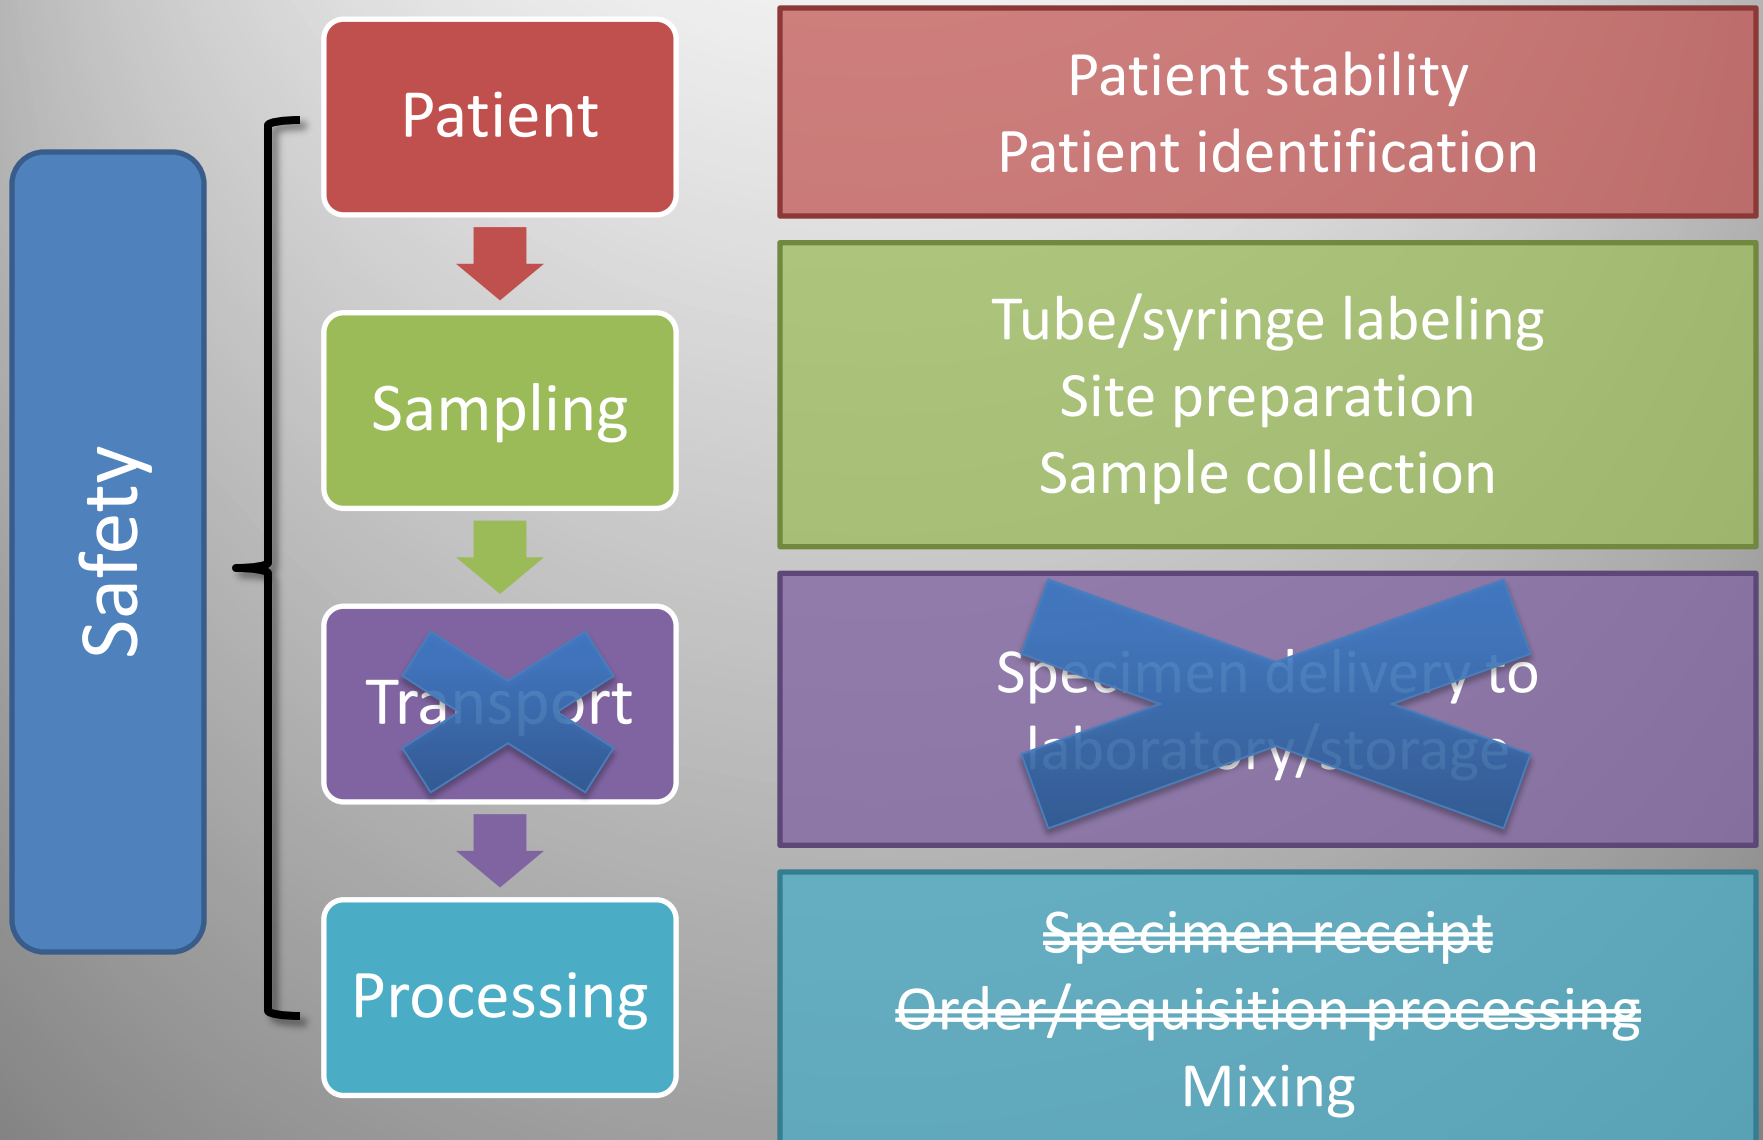 Safety
Patient
Patient stability
Patient identification
Sampling
Tube/syringe labeling
Site preparation
Sample collection
Transport
Specimen delivery to
laboratory/storage
Processing
Specimen receipt
Order/requisition processing
Mixing